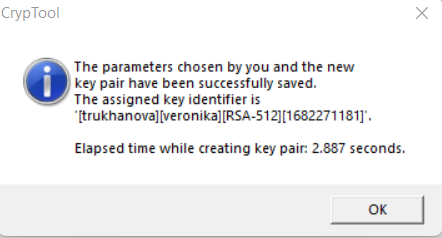 CrypTool
The parameters chosen by you and the new
key pair have been successfully saved.
The assigned key identifier is
'[trukhanova][veronika][RSA-512][1682271181]'.
Elapsed time while creating key pair: 2.887 seconds.
OK